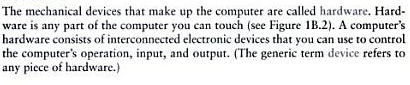 The mechanical devices that make up the computer are called hardware. Hard-
ware is any part of the computer you can touch (see Figure 1B.2). A computer's
hardware consists of interconnected electronic devices that you can use to control
the computer's operation, input, and output. (The generic term device refers to
any piece of hardware.)